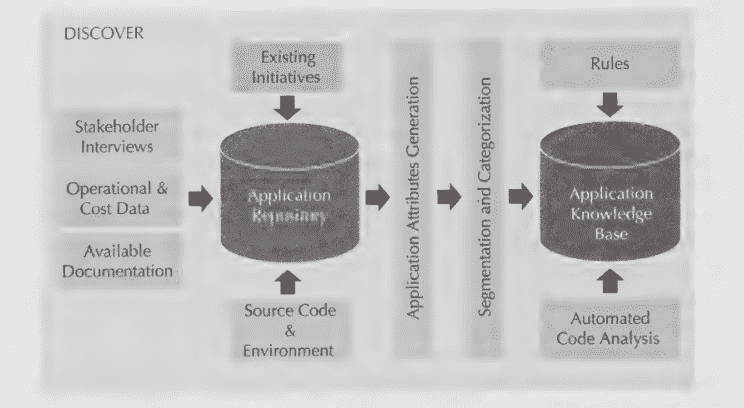 DISCOVER
Existing
Initiatives
Rules
Stakeholder
Interviews
Operational &
Cost Data
Available
Documentation
Application
Repository
Application Attributes Generation
Segmentation and Categorization
Application
Knowledge
Base
Source Code
&
Environment
Automated
Code Analysis